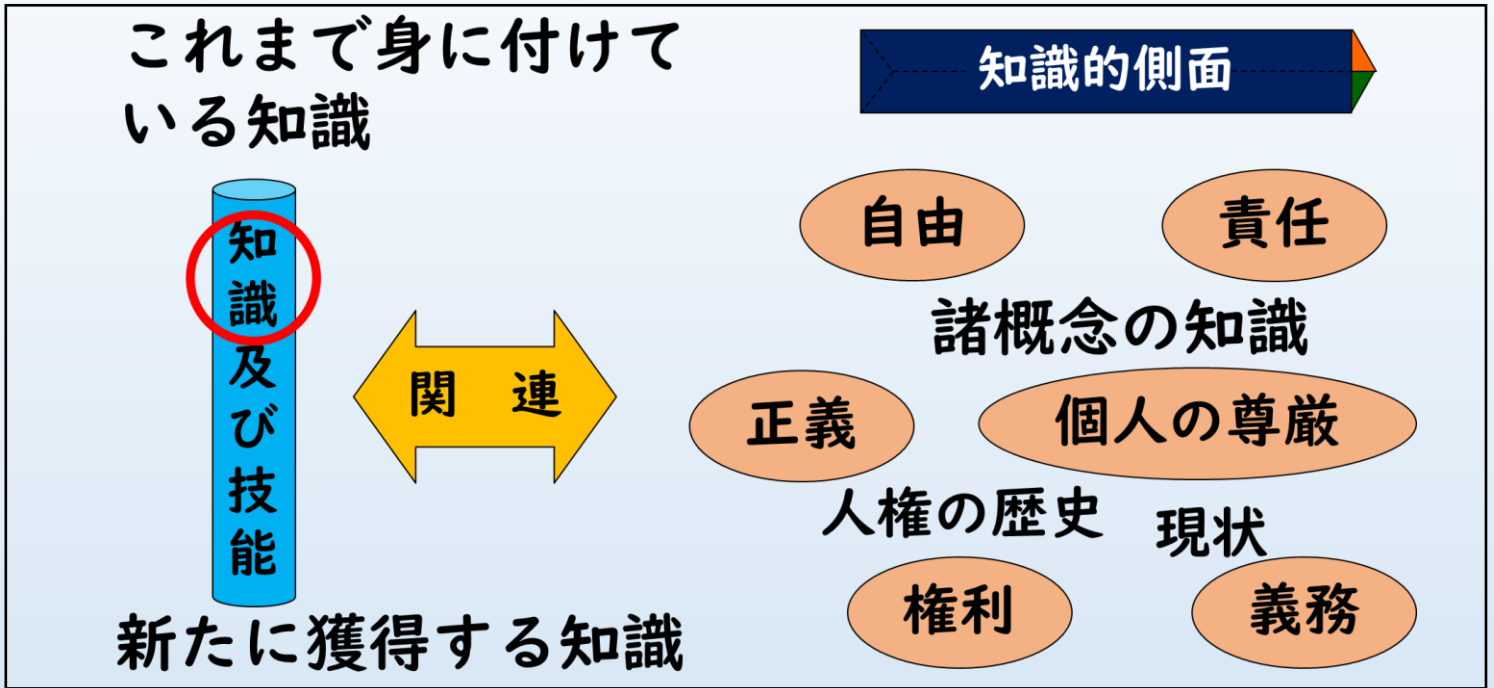 これまで身に付けて
いる知識
知識及び技能
新たに獲得する知識
関 連
知識的側面
自由
責任
諸概念の知識
正義
個人の尊厳
人権の歴史
現状
権利
義務